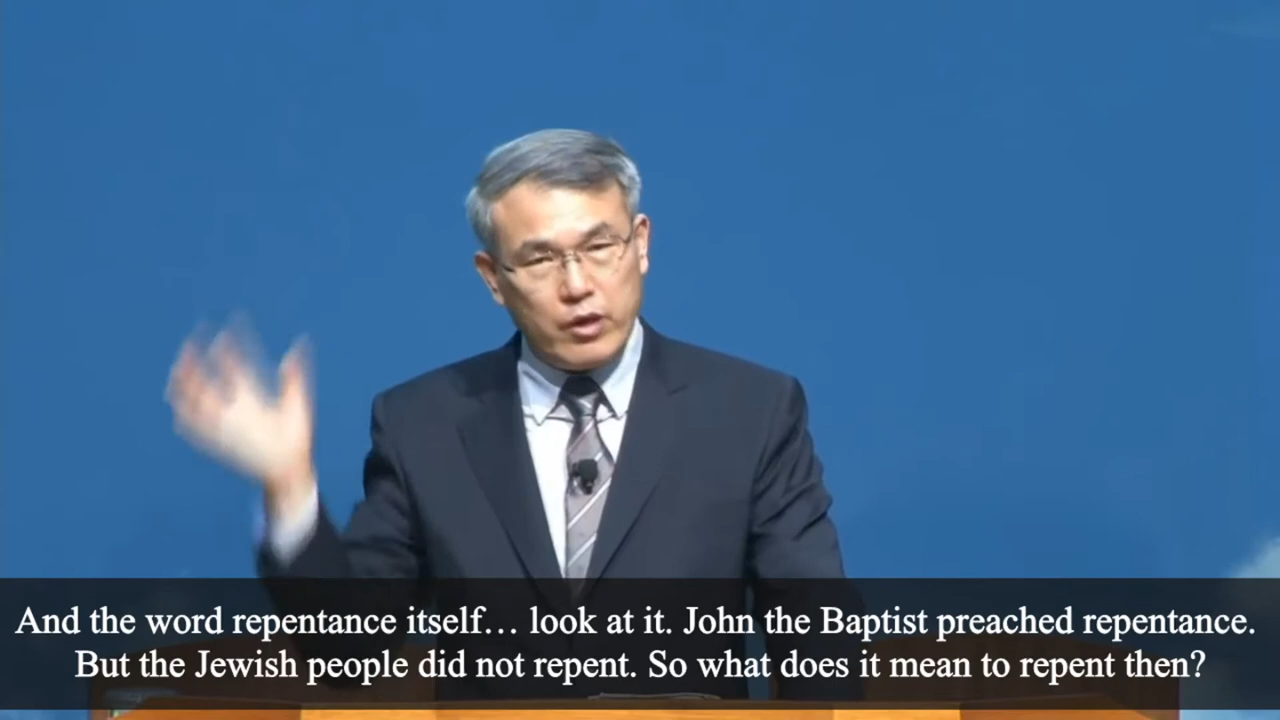 And the word repentance itself… look at it. John the Baptist preached repentance.
But the Jewish people did not repent. So what does it mean to repent then?